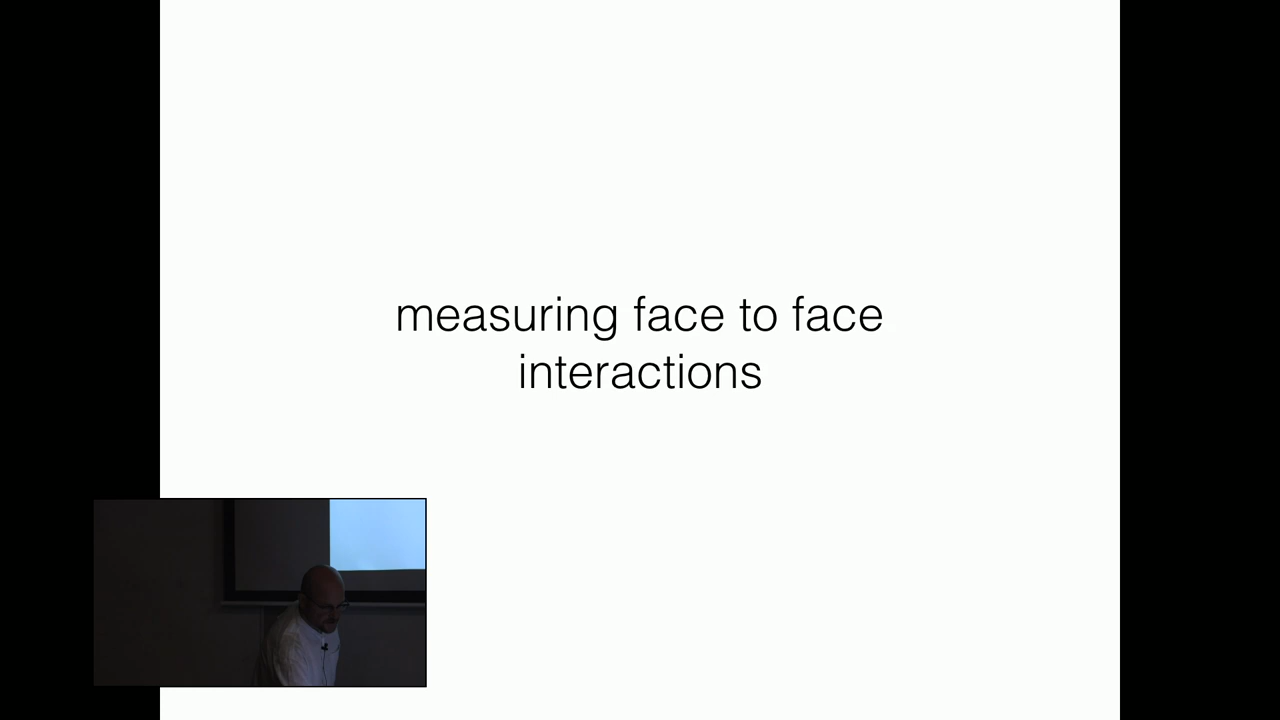 measuring face to face
interactions